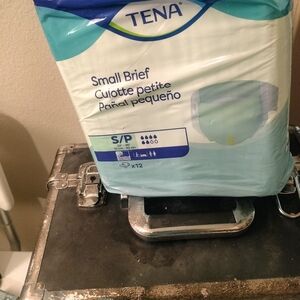 TENA
Small Brief
Culotte petite
Pañal pequeño
S/P
x12